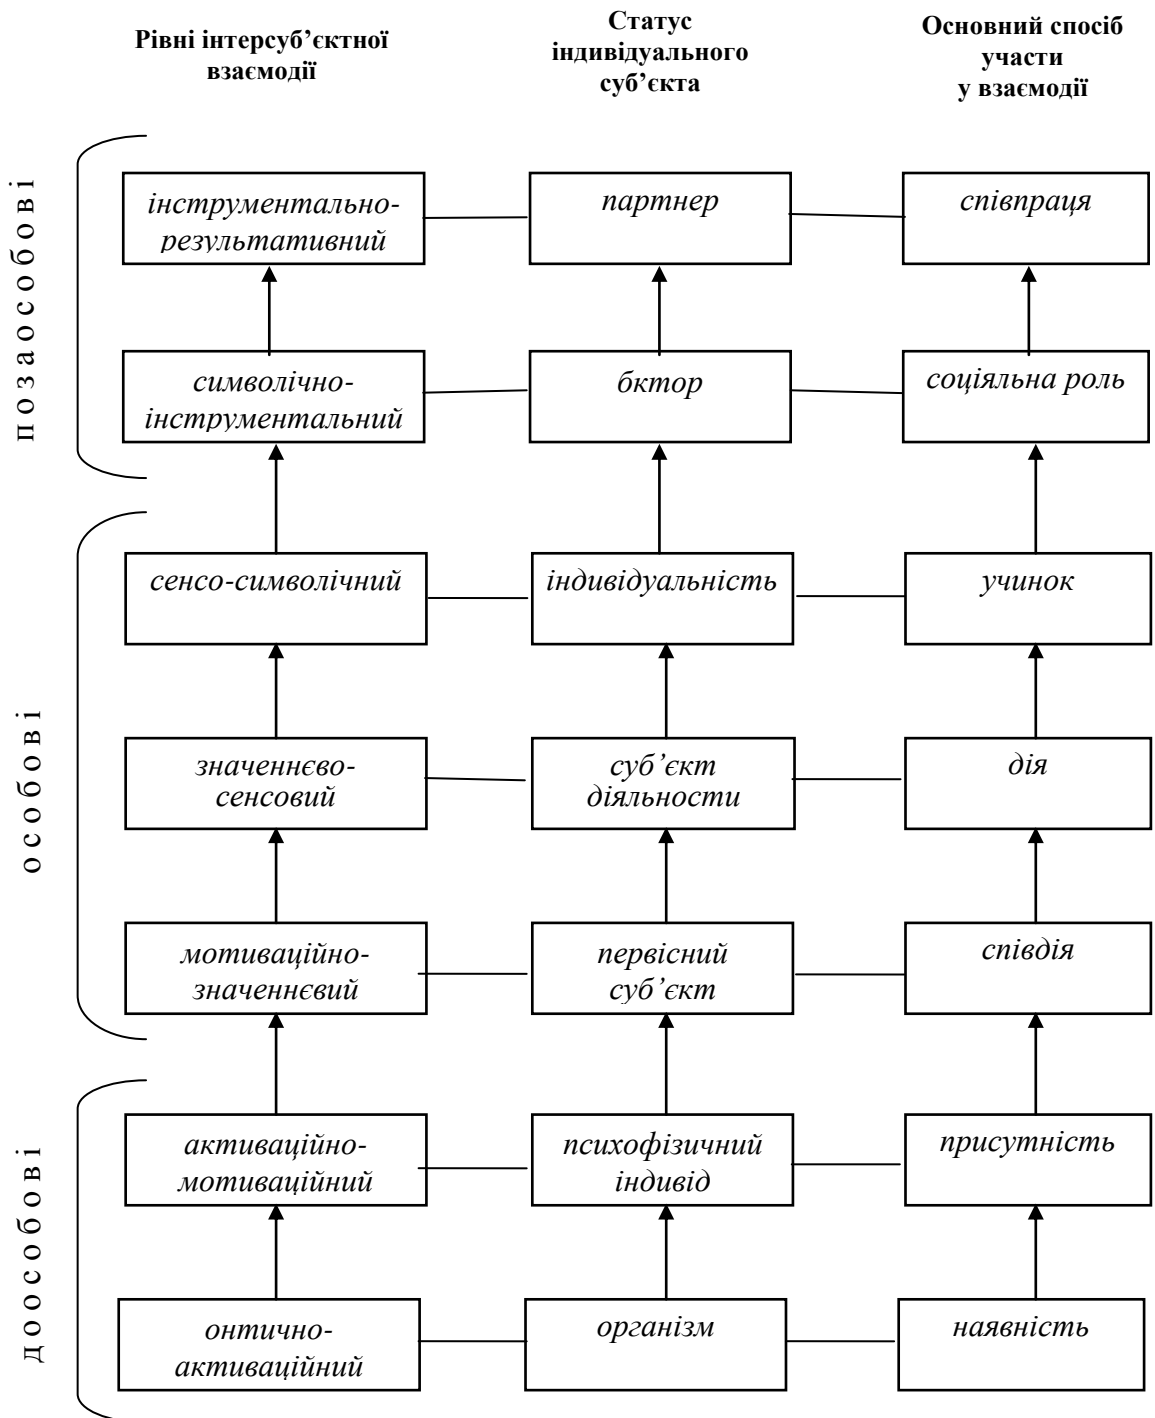 Рівні інтерсуб’єктної
взаємодії
Статус
індивідуального
суб’єкта
Основний спосіб
участи
у взаємодії
позаособові
інструментально-
результативний
партнер
співпраця
символічно-
інструментальний
бктор
соціяльна роль
особові
сенсо-символічний
індивідуальність
учинок
значеннєво-
сенсовий
суб’єкт
діяльности
дія
мотиваційно-
значеннєвий
первісний
суб’єкт
співдія
доособові
активаційно-
мотиваційний
психофізичний
індивід
присутність
онтично-
активаційний
організм
наявність